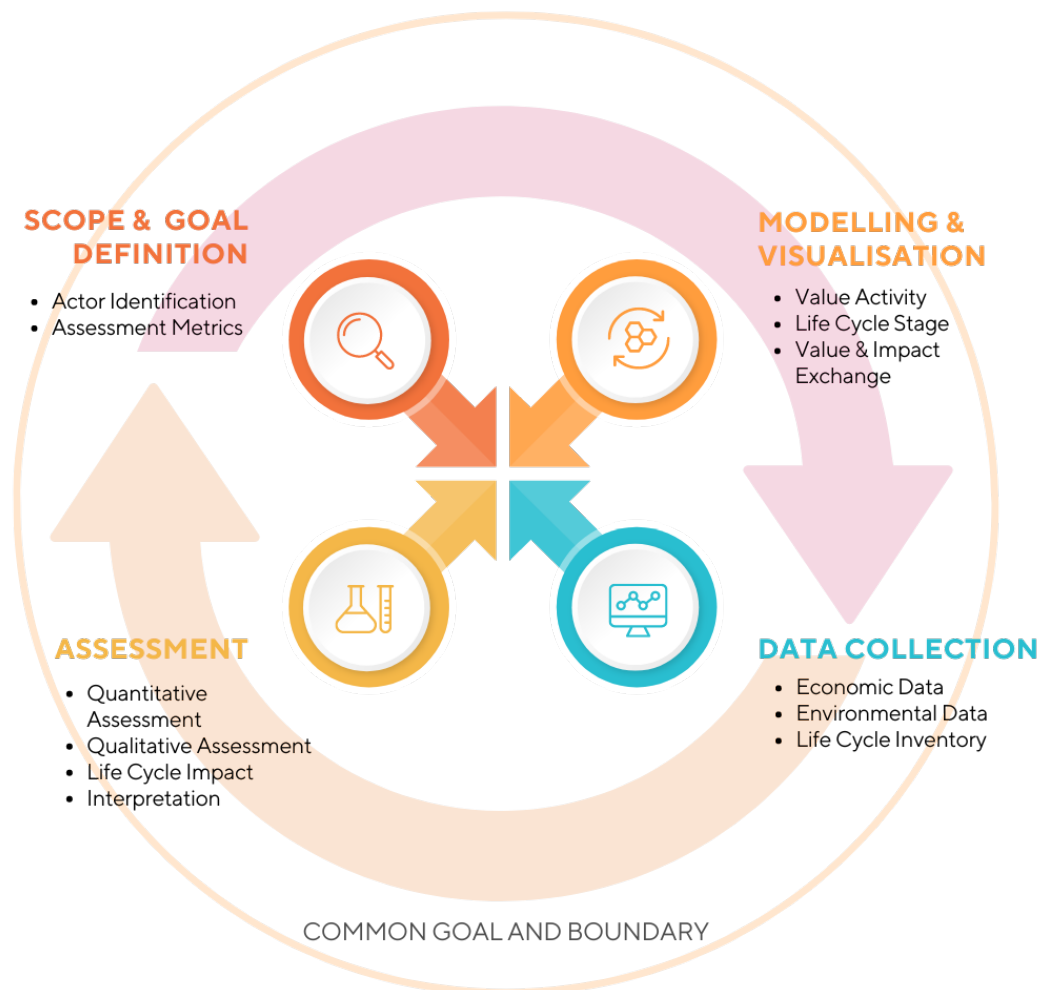 SCOPE & GOAL
DEFINITION
• Actor Identification
• Assessment Metrics
MODELLING &
VISUALISATION
• Value Activity
• Life Cycle Stage
• Value & Impact
Exchange
ASSESSMENT
• Quantitative
Assessment
• Qualitative Assessment
• Life Cycle Impact
• Interpretation
DATA COLLECTION
• Economic Data
• Environmental Data
• Life Cycle Inventory
COMMON GOAL AND BOUNDARY